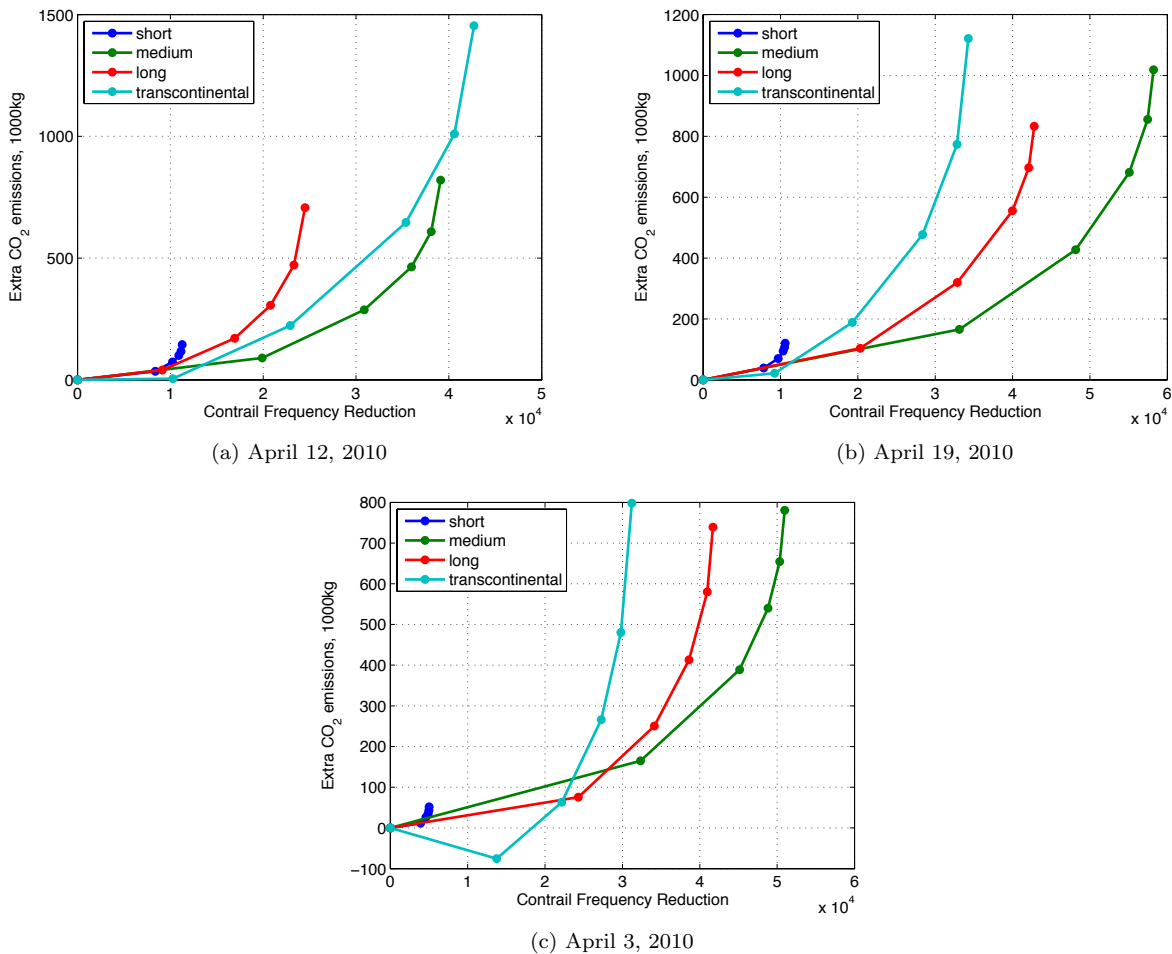 1500
1000
500
0
Extra CO2 emissions, 1000kg
short
medium
long
transcontinental
0 1 2 3 4 5
x 10^4
Contrail Frequency Reduction
(a) April 12, 2010
1200
1000
800
600
400
200
0
Extra CO2 emissions, 1000kg
short
medium
long
transcontinental
0 1 2 3 4 5 6
x 10^4
Contrail Frequency Reduction
(b) April 19, 2010
800
700
600
500
400
300
200
100
0
−100
Extra CO2 emissions, 1000kg
short
medium
long
transcontinental
0 1 2 3 4 5 6
x 10^4
Contrail Frequency Reduction
(c) April 3, 2010